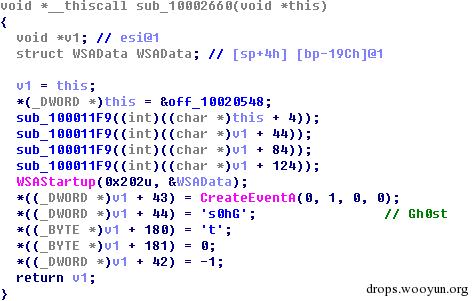 void *__thiscall sub_10002660(void *this)
{
  void *v1; // esi@1
  struct WSAData WSAData; // [sp+4h] [bp-19Ch]@1

  v1 = this;
  *(_DWORD *)this = &off_10020548;
  sub_100011F9((int)((char *)this + 4));
  sub_100011F9((int)((char *)v1 + 44));
  sub_100011F9((int)((char *)v1 + 84));
  sub_100011F9((int)((char *)v1 + 124));
  WSAStartup(0x202u, &WSAData);
  *((_DWORD *)v1 + 43) = CreateEventA(0, 1, 0, 0);
  *((_DWORD *)v1 + 44) = 's0hG'; // Gh0st
  *((_BYTE *)v1 + 180) = 't';
  *((_BYTE *)v1 + 181) = 0;
  *((_DWORD *)v1 + 42) = -1;
  return v1;
}
drops.wooyun.org